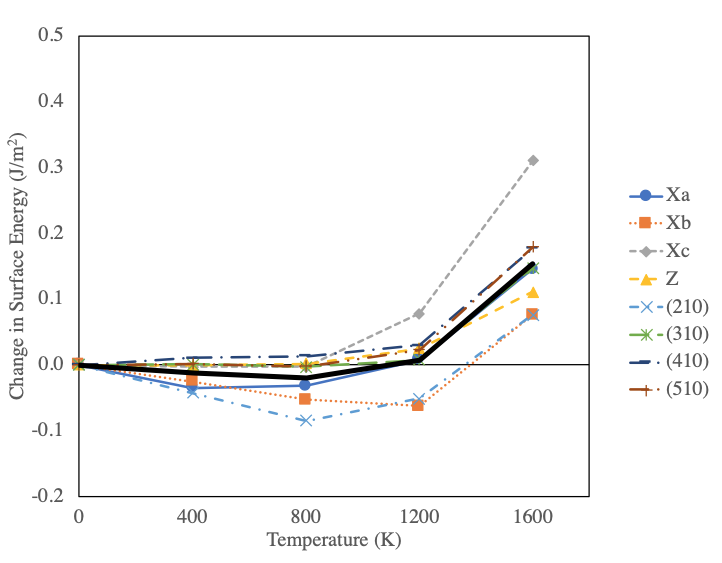 Change in Surface Energy (J/m²)
0.5
0.4
0.3
0.2
0.1
0.0
-0.1
-0.2
0 400 800 1200 1600
Temperature (K)
Xa
Xb
Xc
Z
(210)
(310)
(410)
(510)